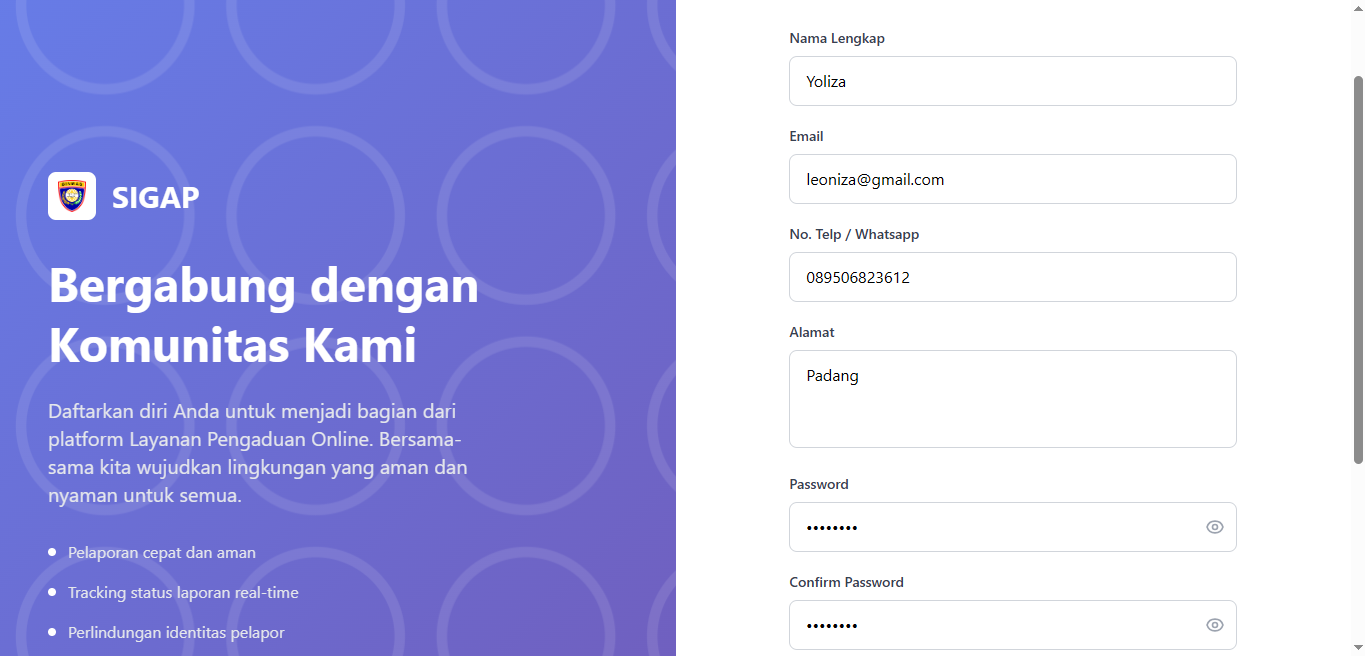 SIGAP
Bergabung dengan
Komunitas Kami
Daftarkan diri Anda untuk menjadi bagian dari
platform Layanan Pengaduan Online. Bersama-
sama kita wujudkan lingkungan yang aman dan
nyaman untuk semua.
Pelaporan cepat dan aman
Tracking status laporan real-time
Perlindungan identitas pelapor
Nama Lengkap
Yoliza
Email
leoniza@gmail.com
No. Telp / Whatsapp
089506823612
Alamat
Padang
Password
••••••••
Confirm Password
••••••••